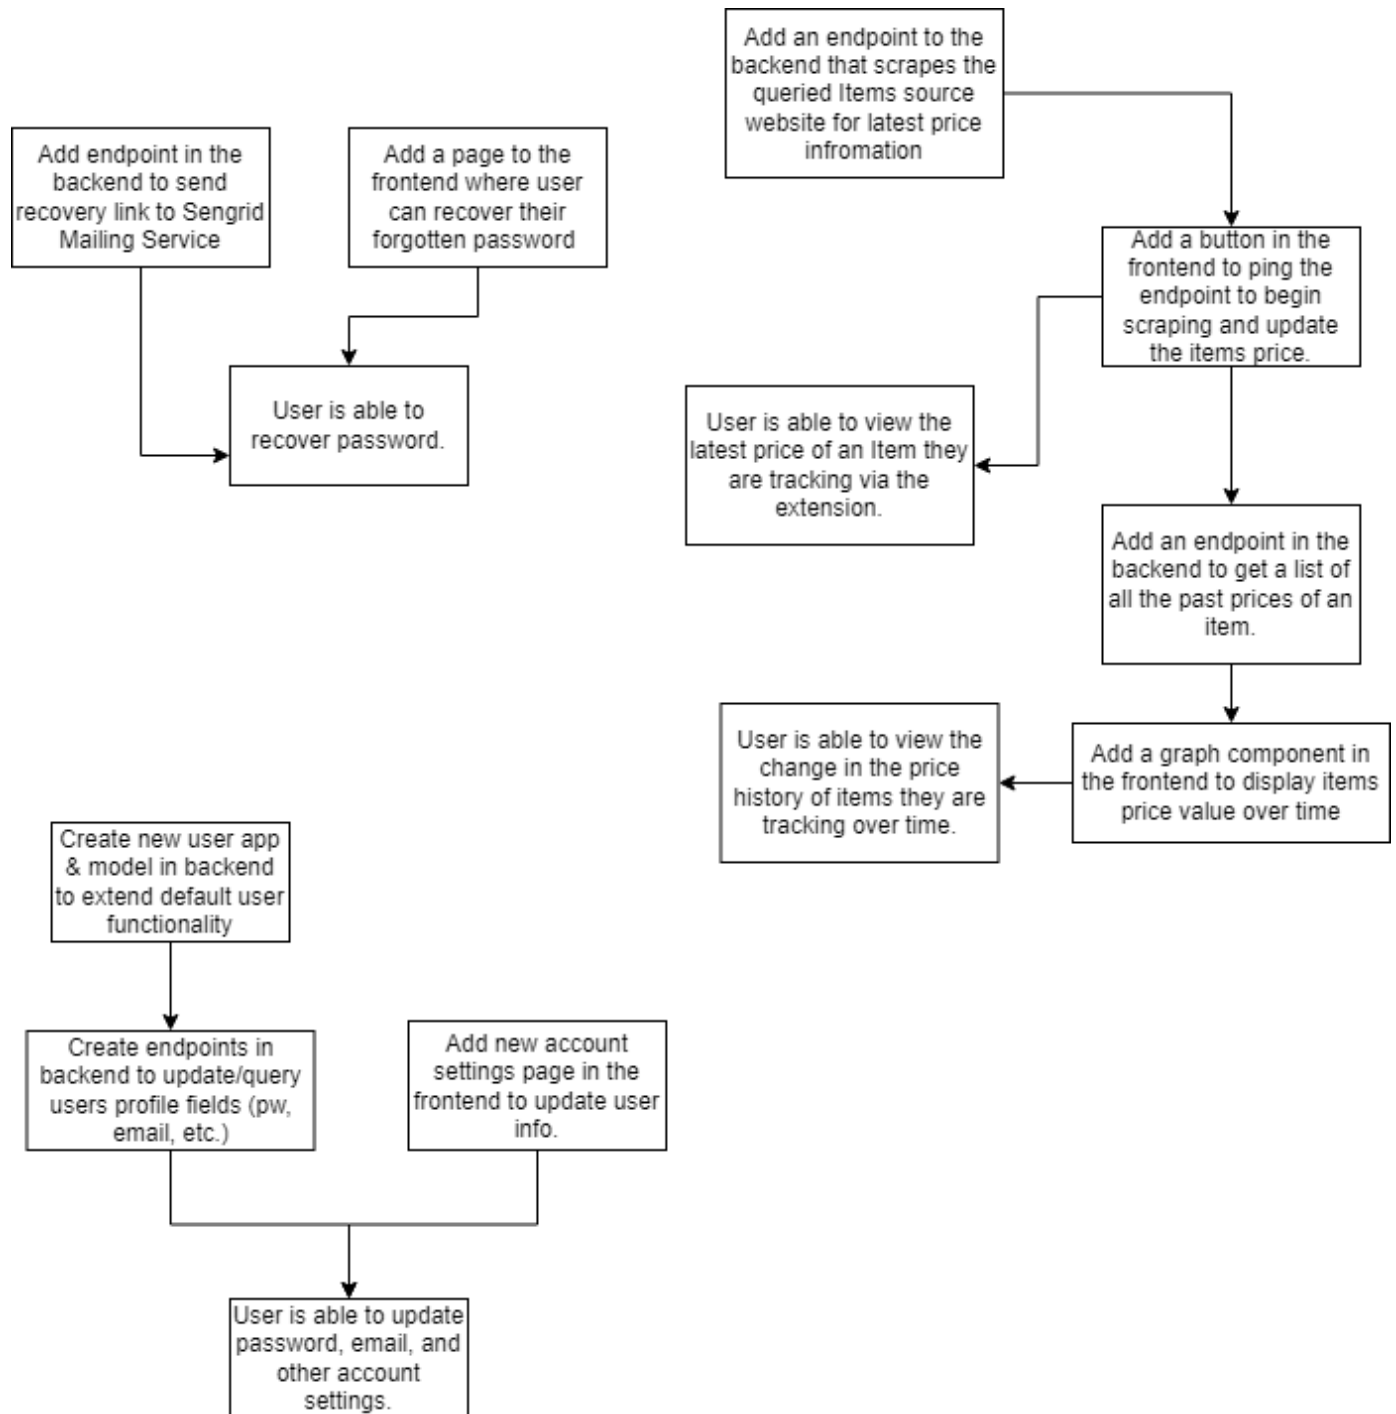 Add an endpoint to the
backend that scrapes the
queried Items source
website for latest price
infromation
Add endpoint in the
backend to send
recovery link to Sengrid
Mailing Service
Add a page to the
frontend where user
can recover their
forgotten password
Add a button in the
frontend to ping the
endpoint to begin
scraping and update
the items price.
User is able to
recover password.
User is able to view the
latest price of an Item they
are tracking via the
extension.
Add an endpoint in the
backend to get a list of
all the past prices of an
item.
User is able to view the
change in the price
history of items they are
tracking over time.
Add a graph component in
the frontend to display items
price value over time
Create new user app
& model in backend
to extend default user
functionality
Create endpoints in
backend to update/query
users profile fields (pw,
email, etc.)
Add new account
settings page in the
frontend to update user
info.
User is able to update
password, email, and
other account
settings.